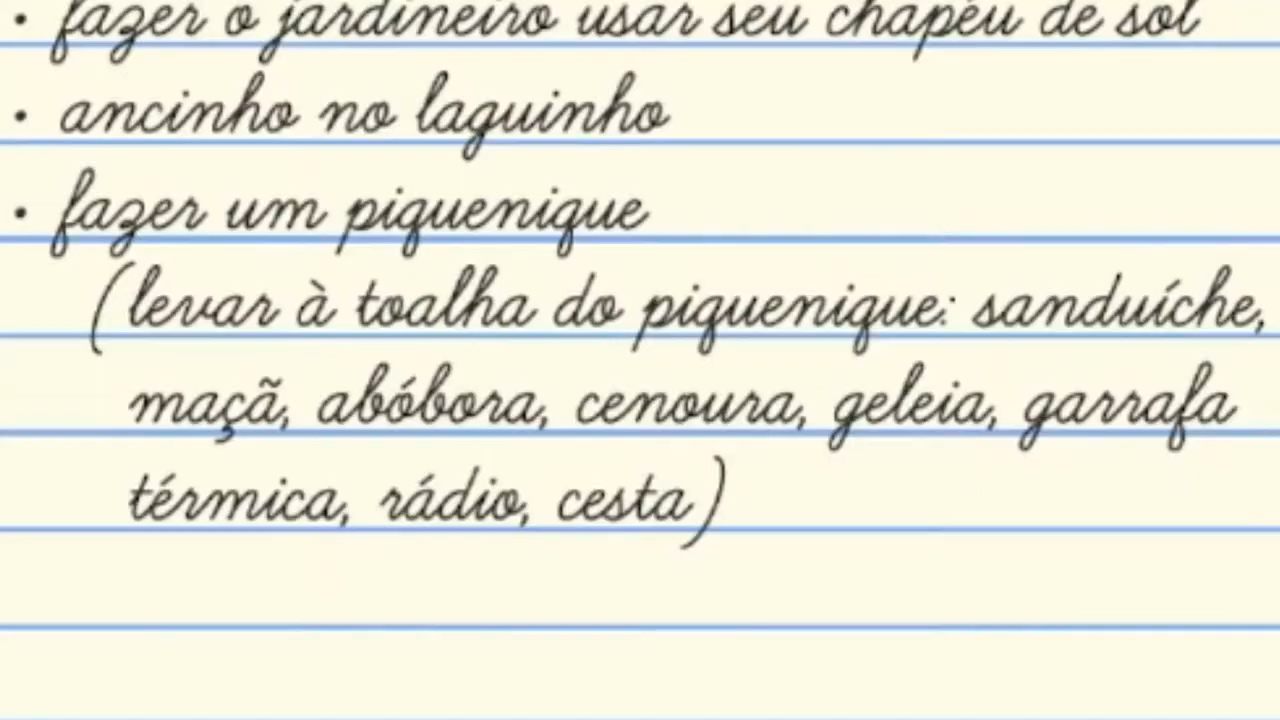 • fazer o jardineiro usar seu chapéu de sol
• ancinho no laguinho
• fazer um piquenique
(levar à toalha do piquenique: sanduíche,
maçã, abóbora, cenoura, geleia, garrafa
térmica, rádio, cesta)